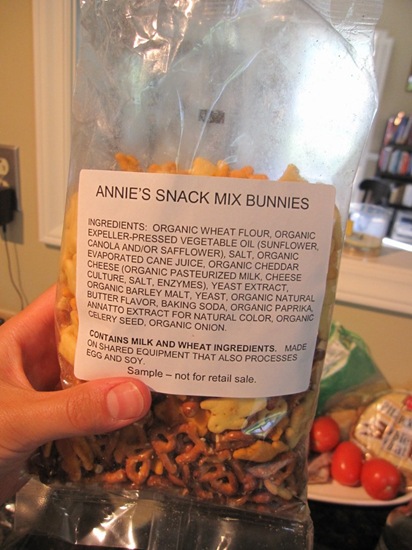 ANNIE'S SNACK MIX BUNNIES
INGREDIENTS: ORGANIC WHEAT FLOUR, ORGANIC
EXPELLER-PRESSED VEGETABLE OIL (SUNFLOWER,
CANOLA AND/OR SAFFLOWER), SALT, ORGANIC
EVAPORATED CANE JUICE, ORGANIC CHEDDAR
CHEESE (ORGANIC PASTEURIZED MILK, CHEESE
CULTURE, SALT, ENZYMES), YEAST EXTRACT,
ORGANIC BARLEY MALT, YEAST, ORGANIC NATURAL
BUTTER FLAVOR, BAKING SODA, ORGANIC PAPRIKA,
ANNATTO EXTRACT FOR NATURAL COLOR, ORGANIC
CELERY SEED, ORGANIC ONION.
CONTAINS MILK AND WHEAT INGREDIENTS. MADE
ON SHARED EQUIPMENT THAT ALSO PROCESSES
EGG AND SOY.
Sample – not for retail sale.